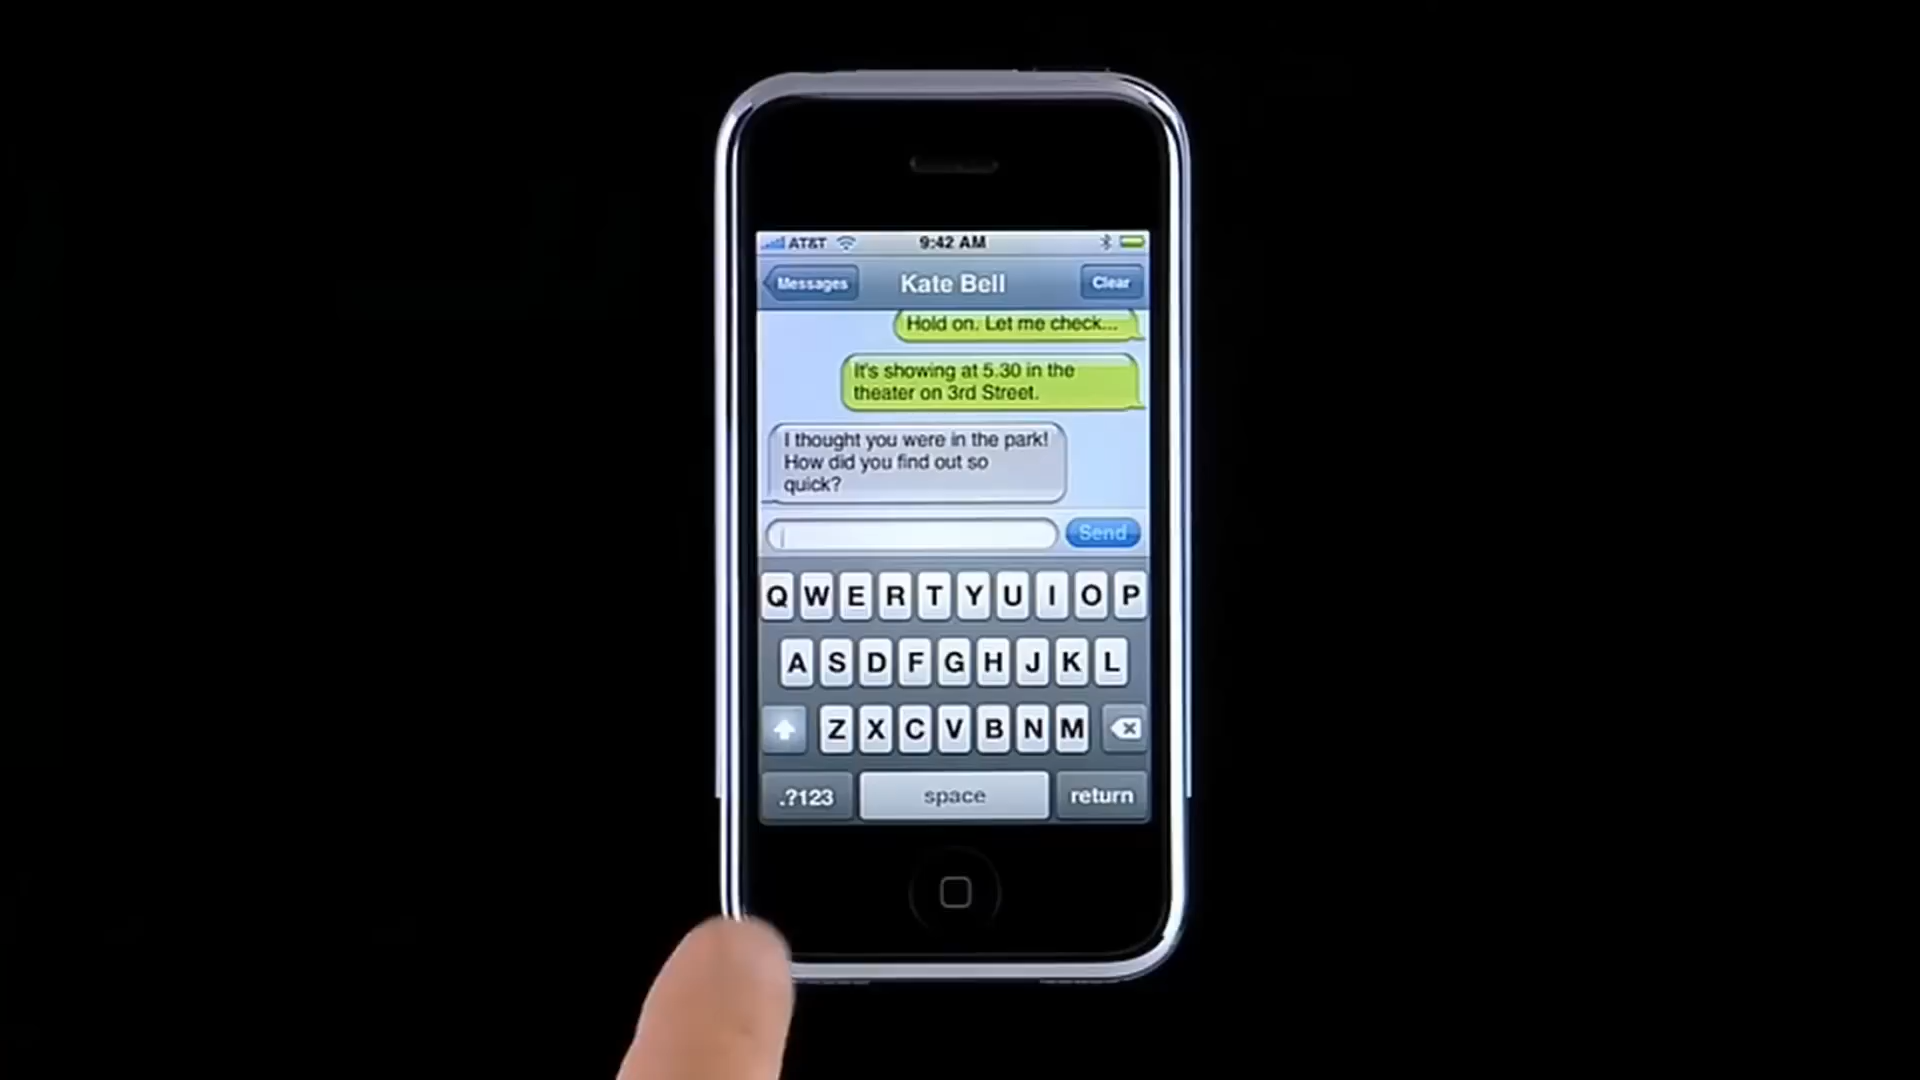 AT&T 9:42 AM
Messages Kate Bell Clear
Hold on. Let me check...
It's showing at 5.30 in the
theater on 3rd Street.
I thought you were in the park!
How did you find out so
quick?
Send
Q W E R T Y U I O P
A S D F G H J K L
Z X C V B N M
.?123 space return